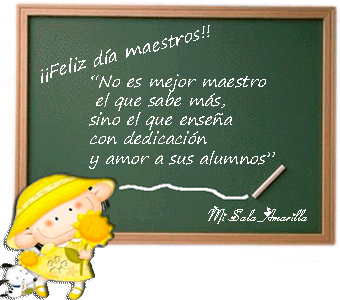 ¡¡Feliz día maestros!!
“No es mejor maestro
el que sabe más,
sino el que enseña
con dedicación
y amor a sus alumnos”
Mi Sala Amarilla